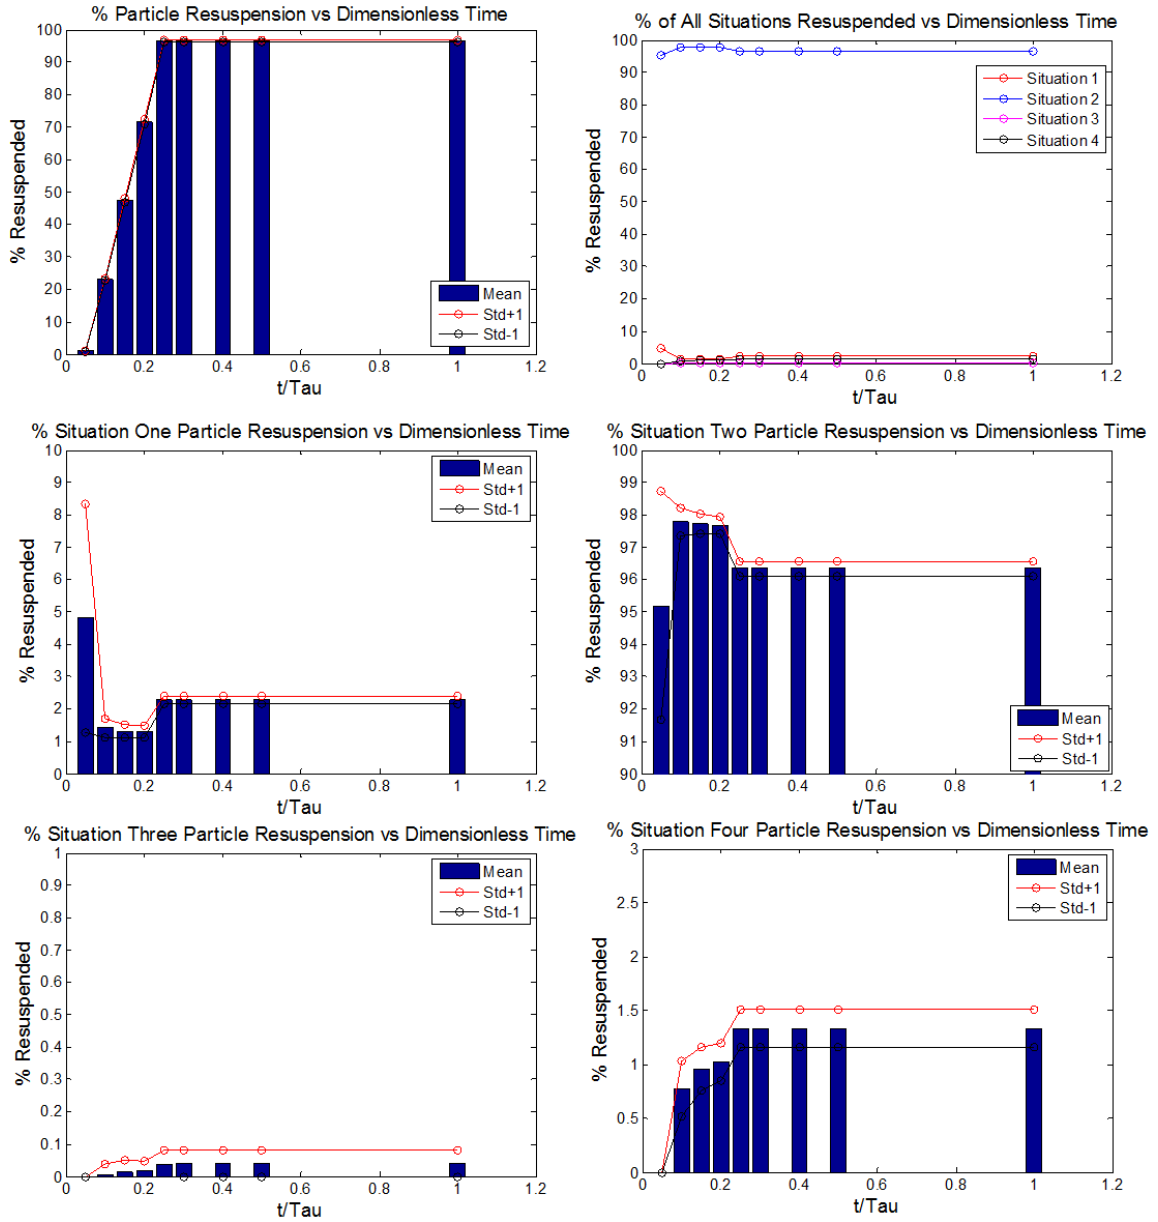 % Particle Resuspension vs Dimensionless Time
100
90
80
70
60
50
40
30
20
10
0
% Resuspended
Mean
Std+1
Std-1
0 0.2 0.4 0.6 0.8 1 1.2
t/Tau
% of All Situations Resuspended vs Dimensionless Time
100
90
80
70
60
50
40
30
20
10
0
% Resuspended
Situation 1
Situation 2
Situation 3
Situation 4
0 0.2 0.4 0.6 0.8 1 1.2
t/Tau
% Situation One Particle Resuspension vs Dimensionless Time
10
9
8
7
6
5
4
3
2
1
0
% Resuspended
Mean
Std+1
Std-1
0 0.2 0.4 0.6 0.8 1 1.2
t/Tau
% Situation Two Particle Resuspension vs Dimensionless Time
100
99
98
97
96
95
94
93
92
91
90
% Resuspended
Mean
Std+1
Std-1
0 0.2 0.4 0.6 0.8 1 1.2
t/Tau
% Situation Three Particle Resuspension vs Dimensionless Time
1
0.9
0.8
0.7
0.6
0.5
0.4
0.3
0.2
0.1
0
% Resuspended
Mean
Std+1
Std-1
0 0.2 0.4 0.6 0.8 1 1.2
t/Tau
% Situation Four Particle Resuspension vs Dimensionless Time
3
2.5
2
1.5
1
0.5
0
% Resuspended
Mean
Std+1
Std-1
0 0.2 0.4 0.6 0.8 1 1.2
t/Tau